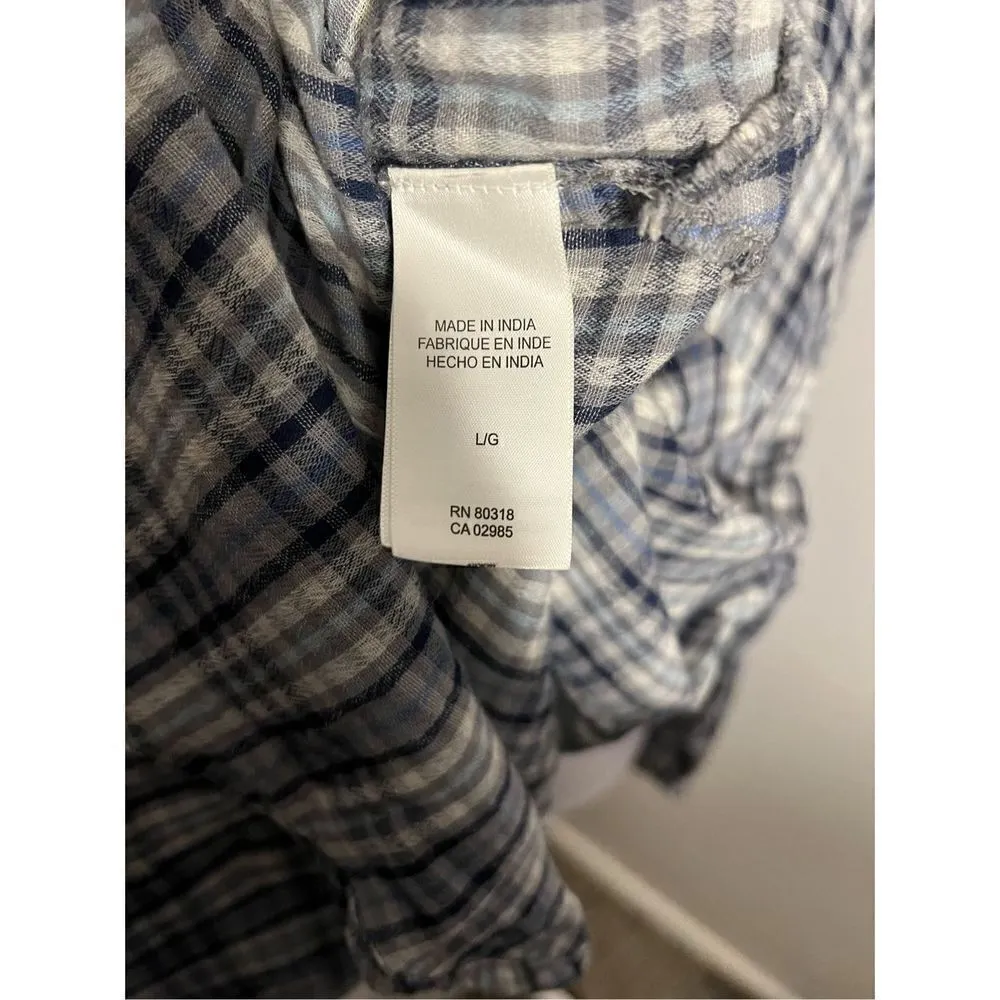 MADE IN INDIA
FABRIQUE EN INDE
HECHO EN INDIA
L/G
RN 80318
CA 02985